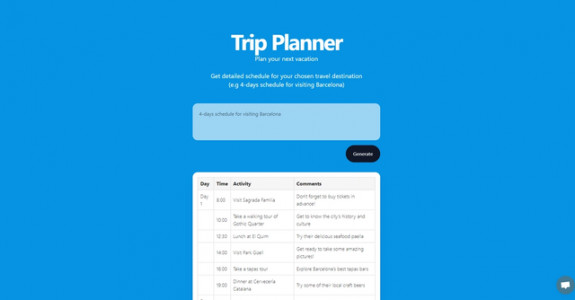 Trip Planner
Plan your next vacation
Get detailed schedule for your chosen travel destination
(e.g 4-days schedule for visiting Barcelona)
4-days schedule for visiting Barcelona
Generate
Day Time Activity Comments
Day 1 9:00 Visit Sagrada Familia Don't forget to buy tickets in advance!
10:00 Take a walking tour of Gothic Quarter Get to know the city's history and culture
12:30 Lunch at El Quim Try their delicious seafood paella
14:00 Visit Park Güell Get ready to take some amazing pictures!
16:00 Take a tapas tour Explore Barcelona's best tapas bars
19:00 Dinner at Cerveceria Catalana Try some of their local craft beers